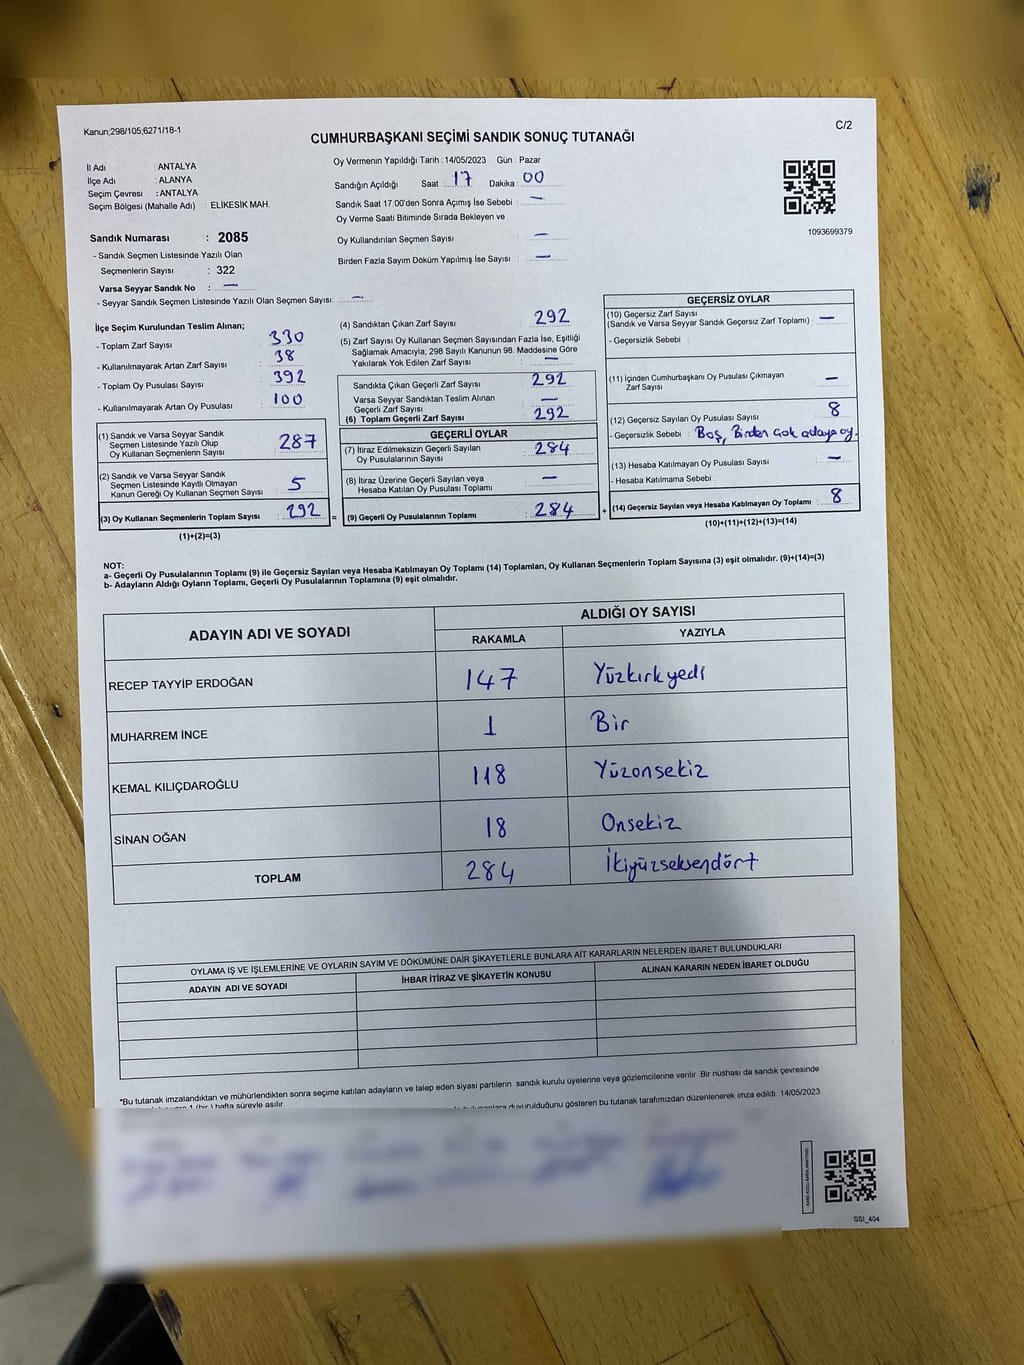 Kanun;298/105;6271/18-1
C/2
CUMHURBAŞKANI SEÇİMİ SANDIK SONUÇ TUTANAĞI
İl Adı : ANTALYA
İlçe Adı : ALANYA
Seçim Çevresi : ANTALYA
Seçim Bölgesi (Mahalle Adı) : ELİKESİK MAH.
Sandık Numarası : 2085
- Sandık Seçmen Listesinde Yazılı Olan
Seçmenlerin Sayısı : 322
Varsa Seyyar Sandık No : —
- Seyyar Sandık Seçmen Listesinde Yazılı Olan Seçmen Sayısı: —
Oy Vermenin Yapıldığı Tarih : 14/05/2023 Gün : Pazar
Sandığın Açıldığı Saat : 17 Dakika : 00
Sandık Saat 17:00'den Sonra Açımış İse Sebebi : —
Oy Verme Saati Bitiminde Sırada Bekleyen ve
Oy Kullandırılan Seçmen Sayısı : —
Birden Fazla Sayım Döküm Yapılmış İse Sayısı : —
1093699379
İlçe Seçim Kurulundan Teslim Alınan;
- Toplam Zarf Sayısı : 330
- Kullanılmayarak Artan Zarf Sayısı : 38
- Toplam Oy Pusulası Sayısı : 392
- Kullanılmayarak Artan Oy Pusulası : 100
(1) Sandık ve Varsa Seyyar Sandık
Seçmen Listesinde Yazılı Olup
Oy Kullanan Seçmenlerin Sayısı : 287
(2) Sandık ve Varsa Seyyar Sandık
Seçmen Listesinde Kayıtlı Olmayan
Kanun Gereği Oy Kullanan Seçmen Sayısı : 5
(3) Oy Kullanan Seçmenlerin Toplam Sayısı : 292
(1)+(2)=(3)
(4) Sandıktan Çıkan Zarf Sayısı : 292
(5) Zarf Sayısı Oy Kullanan Seçmen Sayısından Fazla İse, Eşitliği
Sağlamak Amacıyla; 298 Sayılı Kanunun 98. Maddesine Göre
Yakılarak Yok Edilen Zarf Sayısı : —
Sandıkta Çıkan Geçerli Zarf Sayısı : 292
Varsa Seyyar Sandıktan Teslim Alınan
Geçerli Zarf Sayısı : —
(6) Toplam Geçerli Zarf Sayısı : 292
GEÇERLİ OYLAR
(7) İtiraz Edilmeksizin Geçerli Sayılan
Oy Pusulalarının Sayısı : 284
(8) İtiraz Üzerine Geçerli Sayılan veya
Hesaba Katılan Oy Pusulası Toplamı : —
= (9) Geçerli Oy Pusulalarının Toplamı : 284
GEÇERSİZ OYLAR
(10) Geçersiz Zarf Sayısı
(Sandık ve Varsa Seyyar Sandık Geçersiz Zarf Toplamı) : —
- Geçersizlik Sebebi :
(11) İçinden Cumhurbaşkanı Oy Pusulası Çıkmayan
Zarf Sayısı : —
(12) Geçersiz Sayılan Oy Pusulası Sayısı : 8
- Geçersizlik Sebebi : Boş, Birden çok adaya oy.
(13) Hesaba Katılmayan Oy Pusulası Sayısı : —
- Hesaba Katılmama Sebebi :
+ (14) Geçersiz Sayılan veya Hesaba Katılmayan Oy Toplamı : 8
(10)+(11)+(12)+(13)=(14)
NOT:
a- Geçerli Oy Pusulalarının Toplamı (9) ile Geçersiz Sayılan veya Hesaba Katılmayan Oy Toplamı (14) Toplamları, Oy Kullanan Seçmenlerin Toplam Sayısına (3) eşit olmalıdır. (9)+(14)=(3)
b- Adayların Aldığı Oyların Toplamı, Geçerli Oy Pusulalarının Toplamına (9) eşit olmalıdır.
ADAYIN ADI VE SOYADI ALDIĞI OY SAYISI
RAKAMLA YAZIYLA
RECEP TAYYİP ERDOĞAN 147 Yüzkırkyedi
MUHARREM İNCE 1 Bir
KEMAL KILIÇDAROĞLU 118 Yüzonsekiz
SİNAN OĞAN 18 Onsekiz
TOPLAM 284 İkiyüzseksendört
OYLAMA İŞ VE İŞLEMLERİNE VE OYLARIN SAYIM VE DÖKÜMÜNE DAİR ŞİKAYETLERLE BUNLARA AİT KARARLARIN NELERDEN İBARET BULUNDUKLARI
ADAYIN ADI VE SOYADI İHBAR İTİRAZ VE ŞİKAYETİN KONUSU ALINAN KARARIN NEDEN İBARET OLDUĞU
*Bu tutanak imzalandıktan ve mühürlendikten sonra seçime katılan adayların ve talep eden siyasi partilerin sandık kurulu üyelerine veya gözlemcilerine verilir. Bir nüshası da sandık çevresinde
1 (bir) hafta süreyle asılır.
duyurulduğunu gösteren bu tutanak tarafımızdan düzenlenerek imza edildi. 14/05/2023
SSI_404